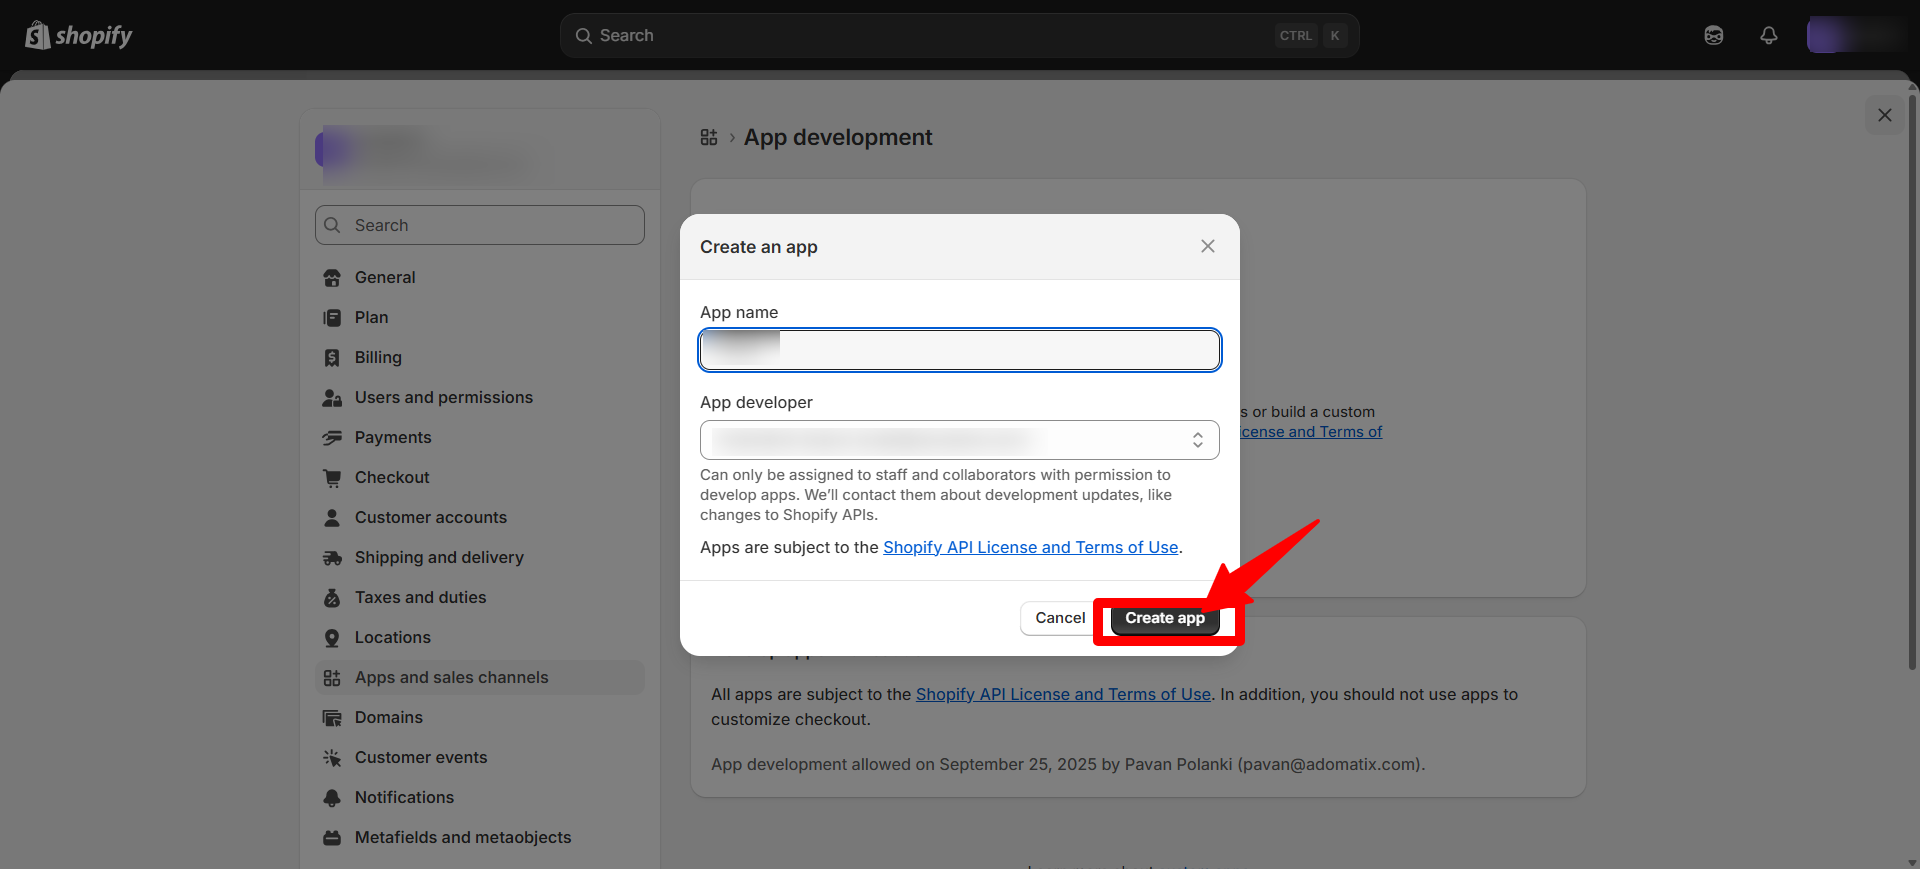 shopify
Search
CTRL K
App development
Search
General
Plan
Billing
Users and permissions
Payments
Checkout
Customer accounts
Shipping and delivery
Taxes and duties
Locations
Apps and sales channels
Domains
Customer events
Notifications
Metafields and metaobjects
Create an app
App name
App developer
Can only be assigned to staff and collaborators with permission to
develop apps. We’ll contact them about development updates, like
changes to Shopify APIs.
Apps are subject to the Shopify API License and Terms of Use.
Cancel
Create app
or build a custom
and Terms of
All apps are subject to the Shopify API License and Terms of Use. In addition, you should not use apps to
customize checkout.
App development allowed on September 25, 2025 by Pavan Polanki (pavan@adomatix.com).